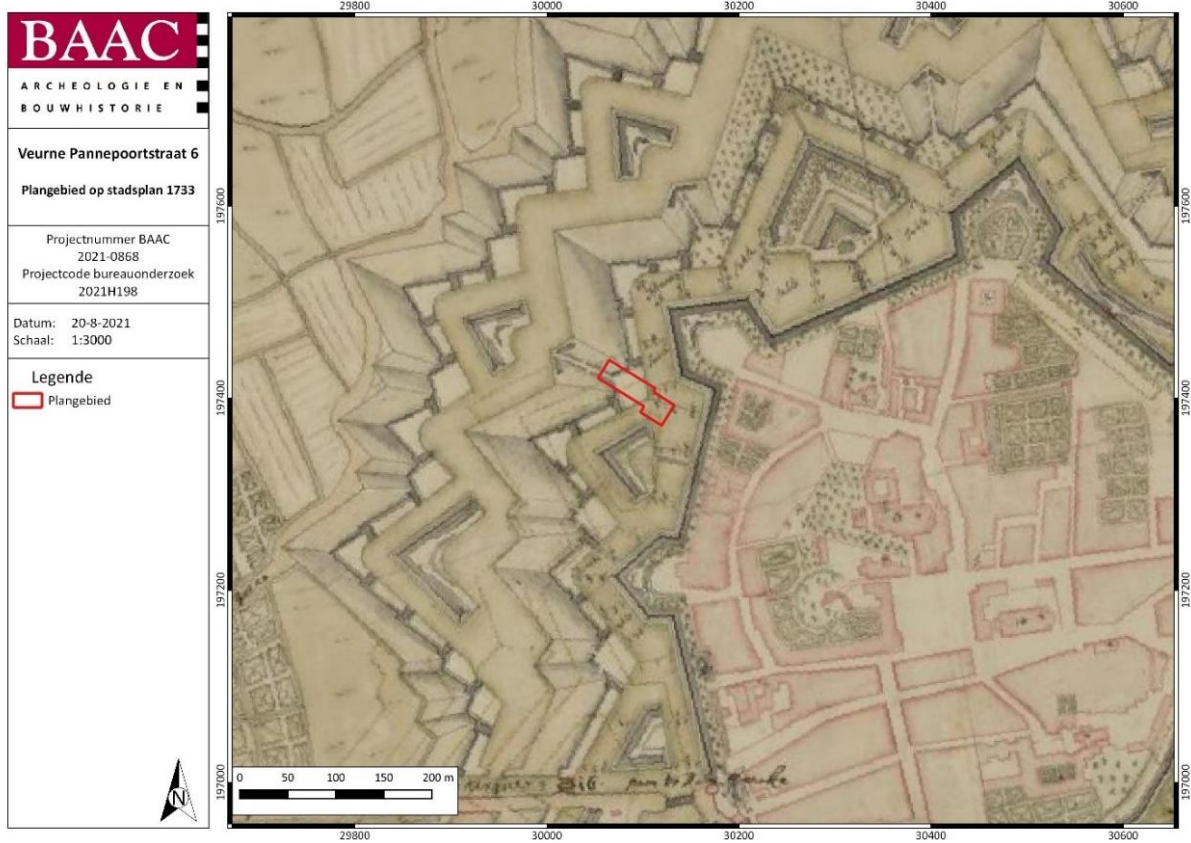 BAAC
ARCHEOLOGIE EN
BOUWHISTORIE
Veurne Pannepoortstraat 6
Plangebied op stadsplan 1733
Projectnummer BAAC
2021-0868
Projectcode bureauonderzoek
2021H198
Datum: 20-8-2021
Schaal: 1:3000
Legende
Plangebied
N
29800 30000 30200 30400 30600
197600 197600
197400 197400
197200 197200
197000 197000
0 50 100 150 200 m
29800 30000 30200 30400 30600